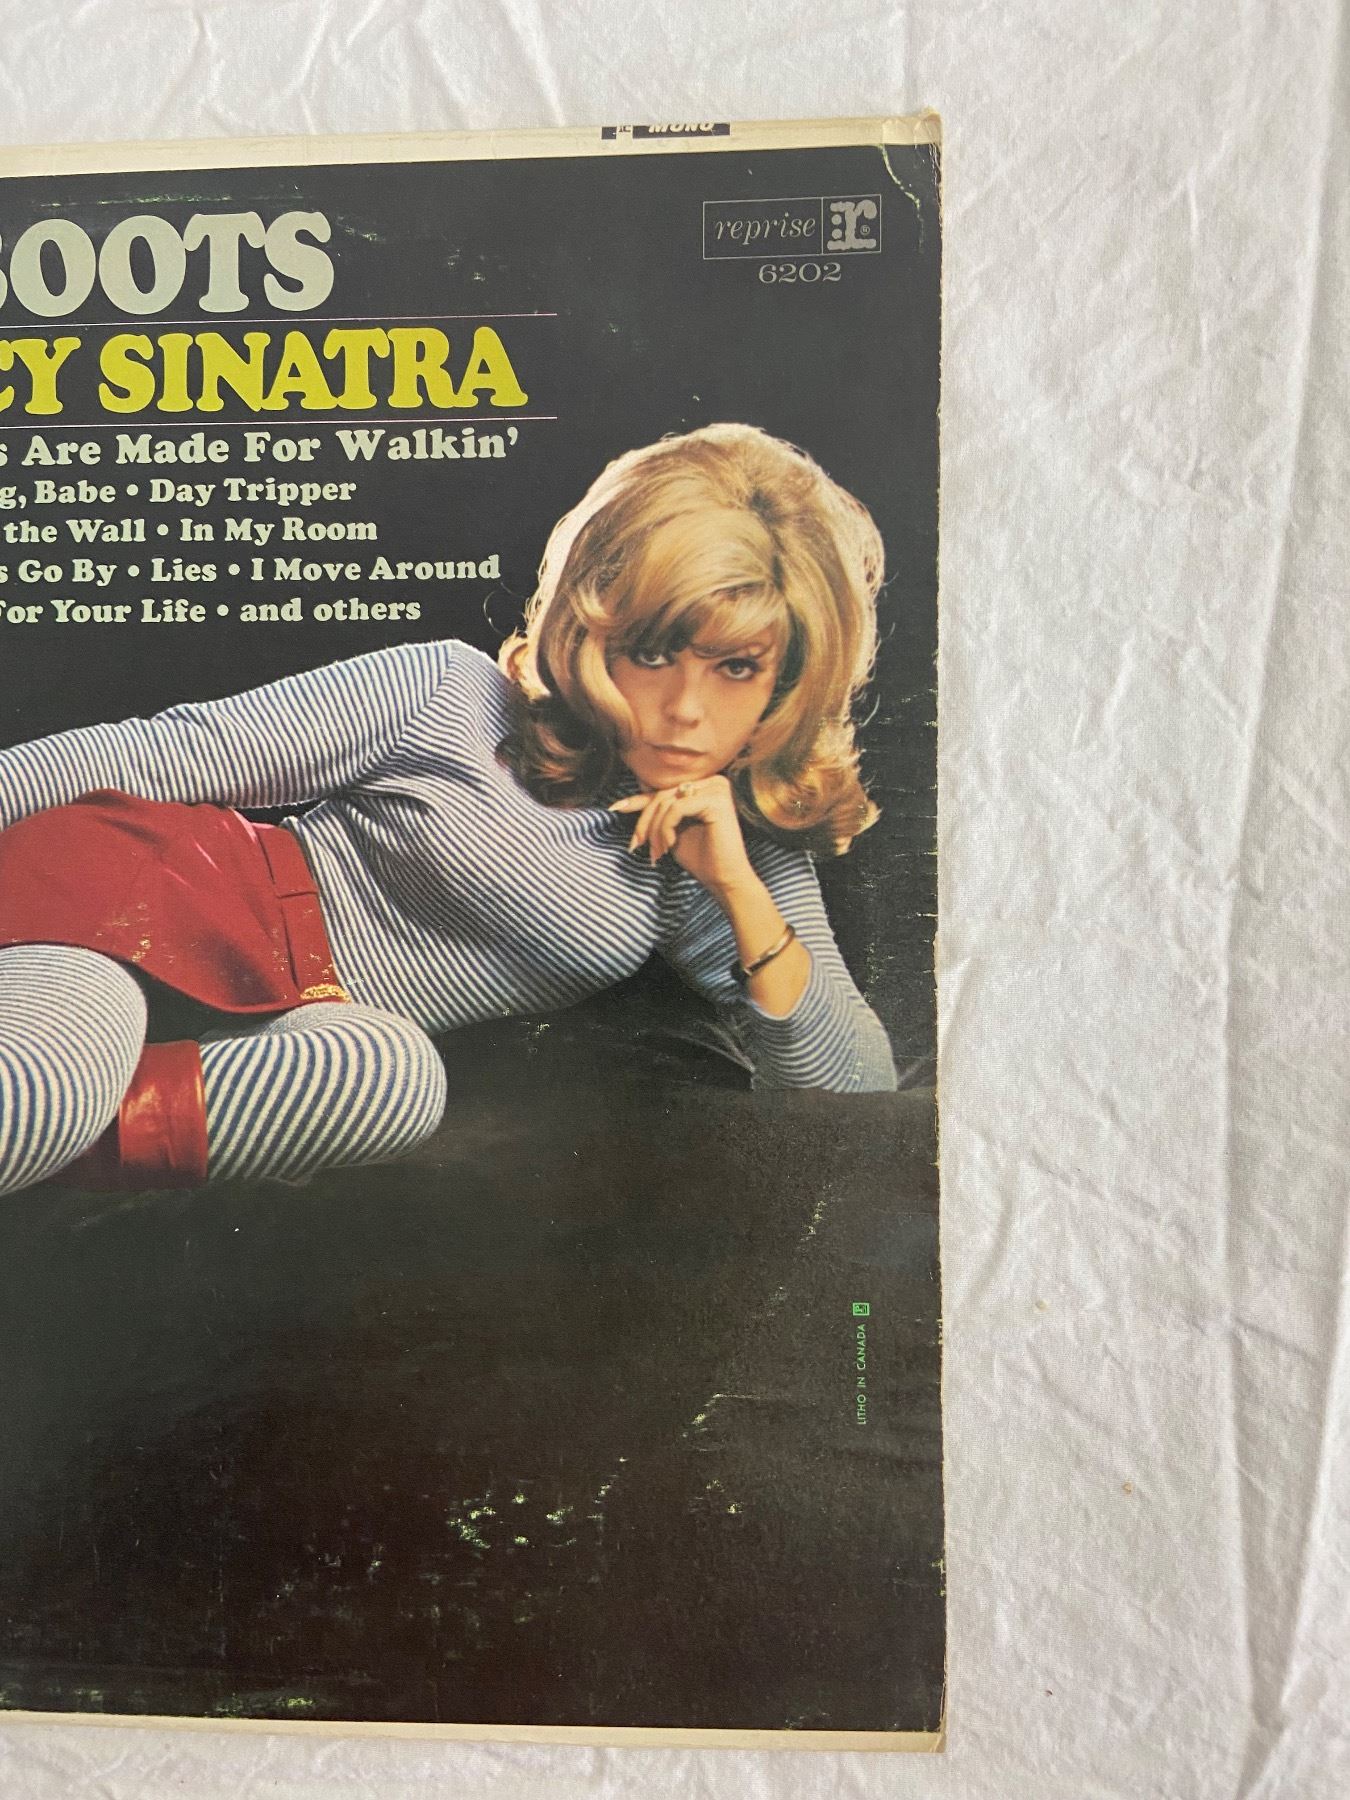 MONO
reprise r®
6202
BOOTS
CY SINATRA
s Are Made For Walkin'
g, Babe • Day Tripper
the Wall • In My Room
s Go By • Lies • I Move Around
For Your Life • and others
LITHO IN CANADA r